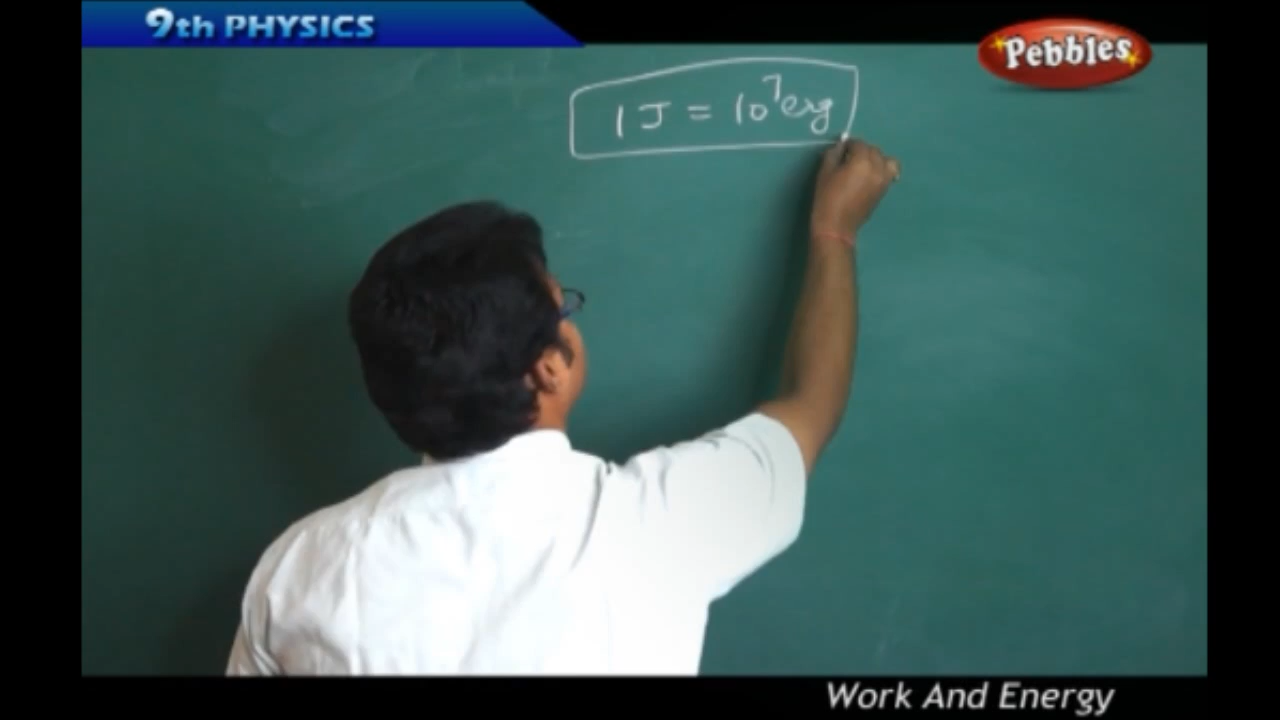 9th PHYSICS
Pebbles
1 J = 10⁷ erg
Work And Energy